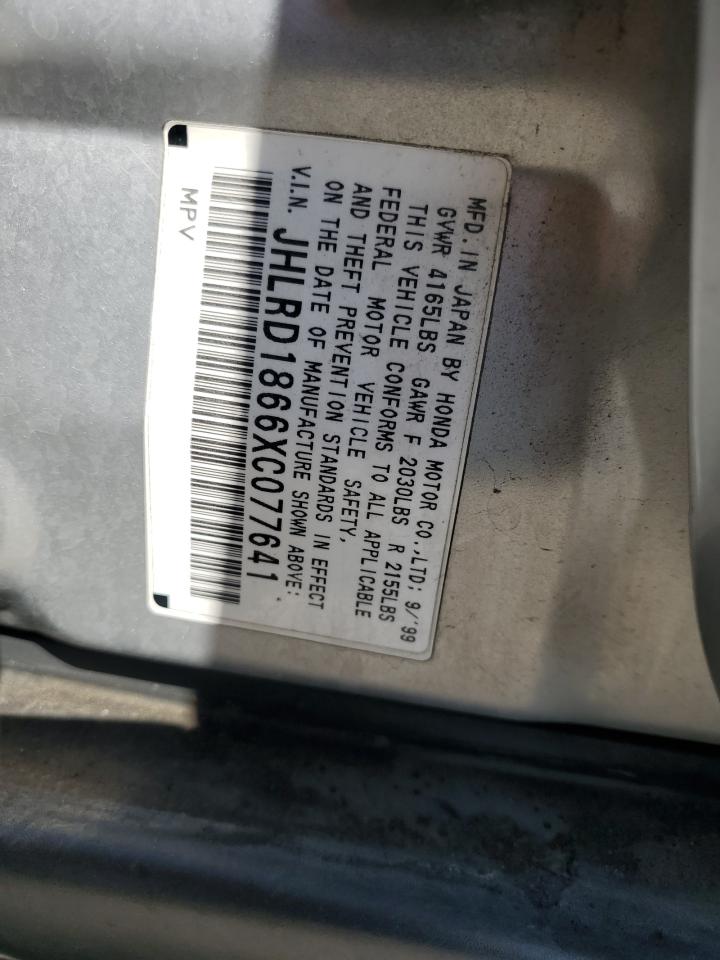 MFD. IN JAPAN BY HONDA MOTOR CO.,LTD; 9/'99
GVWR 4165LBS GAWR F 2030LBS R 2155LBS
THIS VEHICLE CONFORMS TO ALL APPLICABLE
FEDERAL MOTOR VEHICLE SAFETY,
AND THEFT PREVENTION STANDARDS IN EFFECT
ON THE DATE OF MANUFACTURE SHOWN ABOVE:
V.I.N. JHLRD1866XC077641
MPV